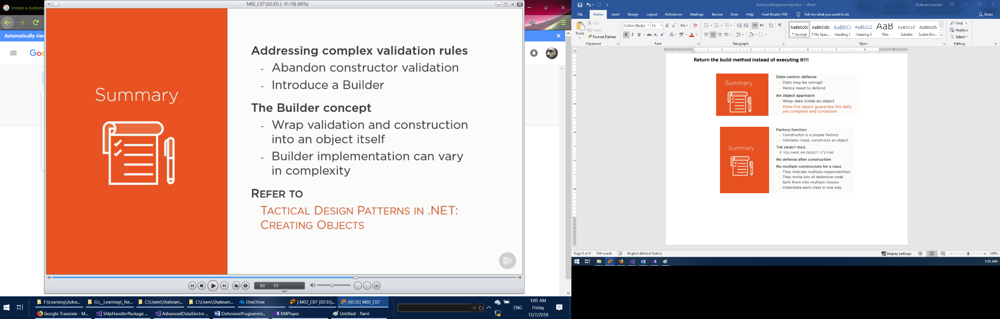 create a custome
Automatically view
Goo
M02_C07 [02:35] [- 01:19] (66%)
Summary
Addressing complex validation rules
- Abandon constructor validation
- Introduce a Builder
The Builder concept
- Wrap validation and construction
into an object itself
- Builder implementation can vary
in complexity
REFER TO
TACTICAL DESIGN PATTERNS IN .NET:
CREATING OBJECTS
80 15
F:\Learning\Adva...
G:\__Learning\_Ne...
C:\Users\Shahram...
C:\Users\Shahram...
OneDrive
] M02_C07 [02:35]...
[02:35] M02_C07
Google Translate - M...
ShlpHandlerPackage ...
AdvancedDataStrctre ...
DefensiveProgrammi...
KMPlayer
Untitled - Paint
ENG
1:05 AM
Friday
12/7/2018
DefensiveProgramming.docx - Word
Shahram komeili
File Home Insert Design Layout References Mailings Review View Help Foxit Reader PDF Tell me what you want to do Share
Paste
Cut
Copy
Format Painter
Clipboard
Calibri (Body) 14
Font
Paragraph
AaBbCcDc AaBbCcDc AaBbC( AaBbCcD AaB AaBbCcD AaBbCcDc
¶ Normal ¶ No Spac... Heading 1 Heading 2 Title Subtitle Subtle Em...
Styles
Find
Replace
Select
Editing
Return the build method instead of executing it!!!
Summary
Data-centric defense
- Data may be corrupt
- Hence need to defend
An object approach
- Wrap data inside an object
- Make the object guarantee the data
are complete and consistent
Summary
Factory function
- Constructor is a proper factory
- Validates input, constructs an object
THE OBJECT RULE
IF YOU HAVE AN OBJECT, IT'S FINE
No defense after construction
No multiple constructors for a class
- They indicate multiple responsibilities
- They invite lots of defensive code
- Split them into multiple classes
- Instantiate each class in one way
Page 5 of 5 595 words English (United States)
Display Settings
100%
1:05 AM